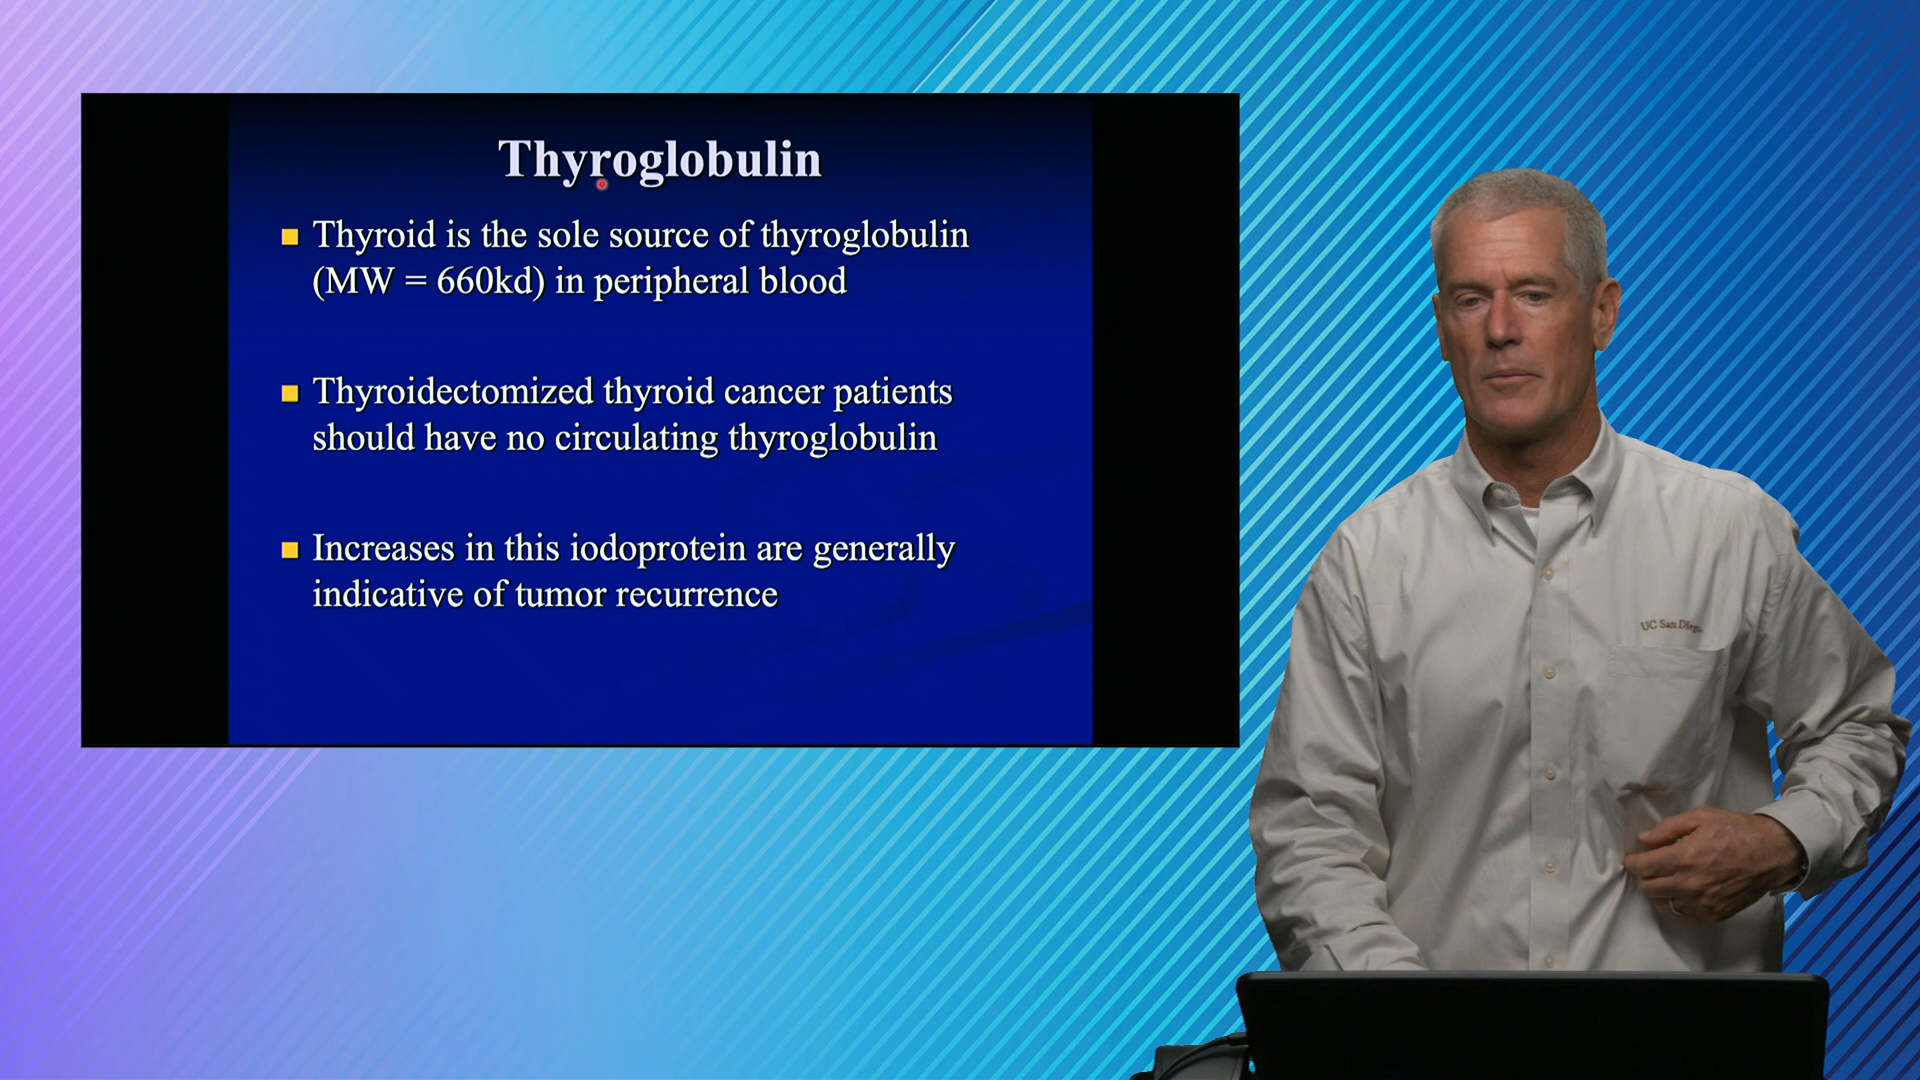 Thyroglobulin
Thyroid is the sole source of thyroglobulin
(MW = 660kd) in peripheral blood
Thyroidectomized thyroid cancer patients
should have no circulating thyroglobulin
Increases in this iodoprotein are generally
indicative of tumor recurrence
UC San Diego